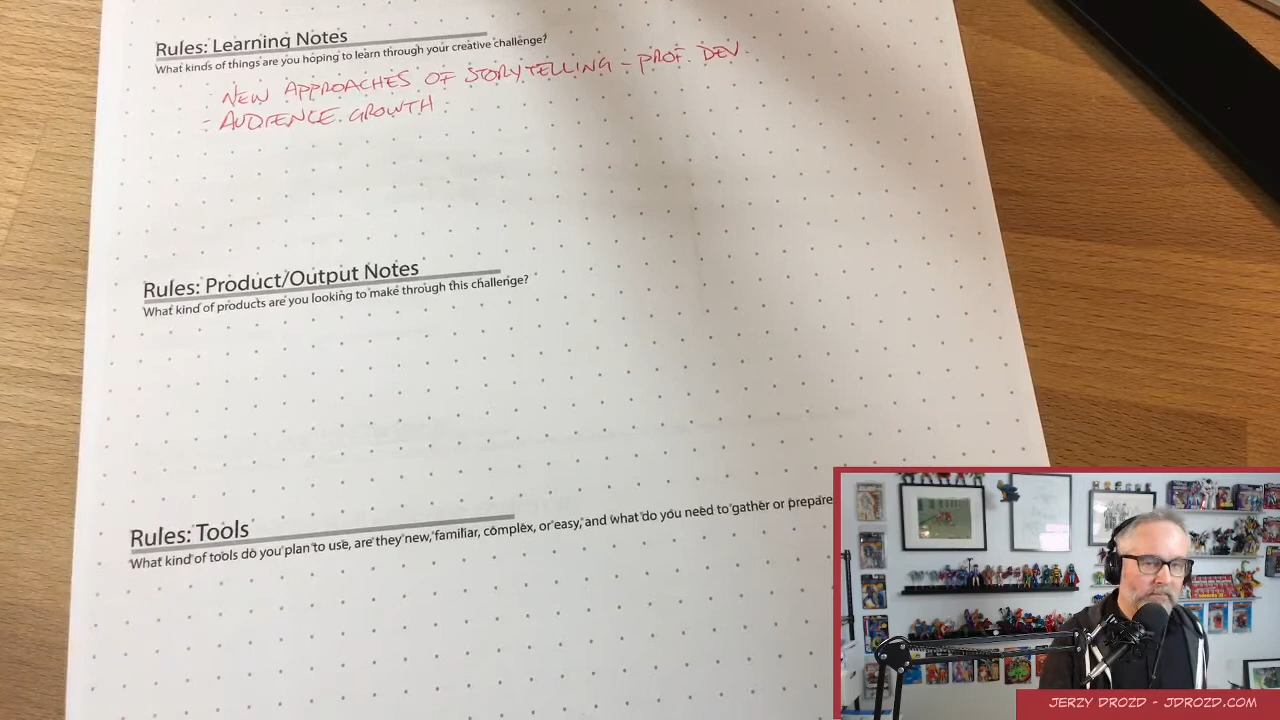 Rules: Learning Notes
What kinds of things are you hoping to learn through your creative challenge?
- NEW APPROACHES OF STORYTELLING - PROF. DEV.
- AUDIENCE GROWTH
Rules: Product/Output Notes
What kind of products are you looking to make through this challenge?
Rules: Tools
What kind of tools do you plan to use, are they new, familiar, complex, or easy, and what do you need to gather or prepare
JERZY DROZD - JDROZD.COM